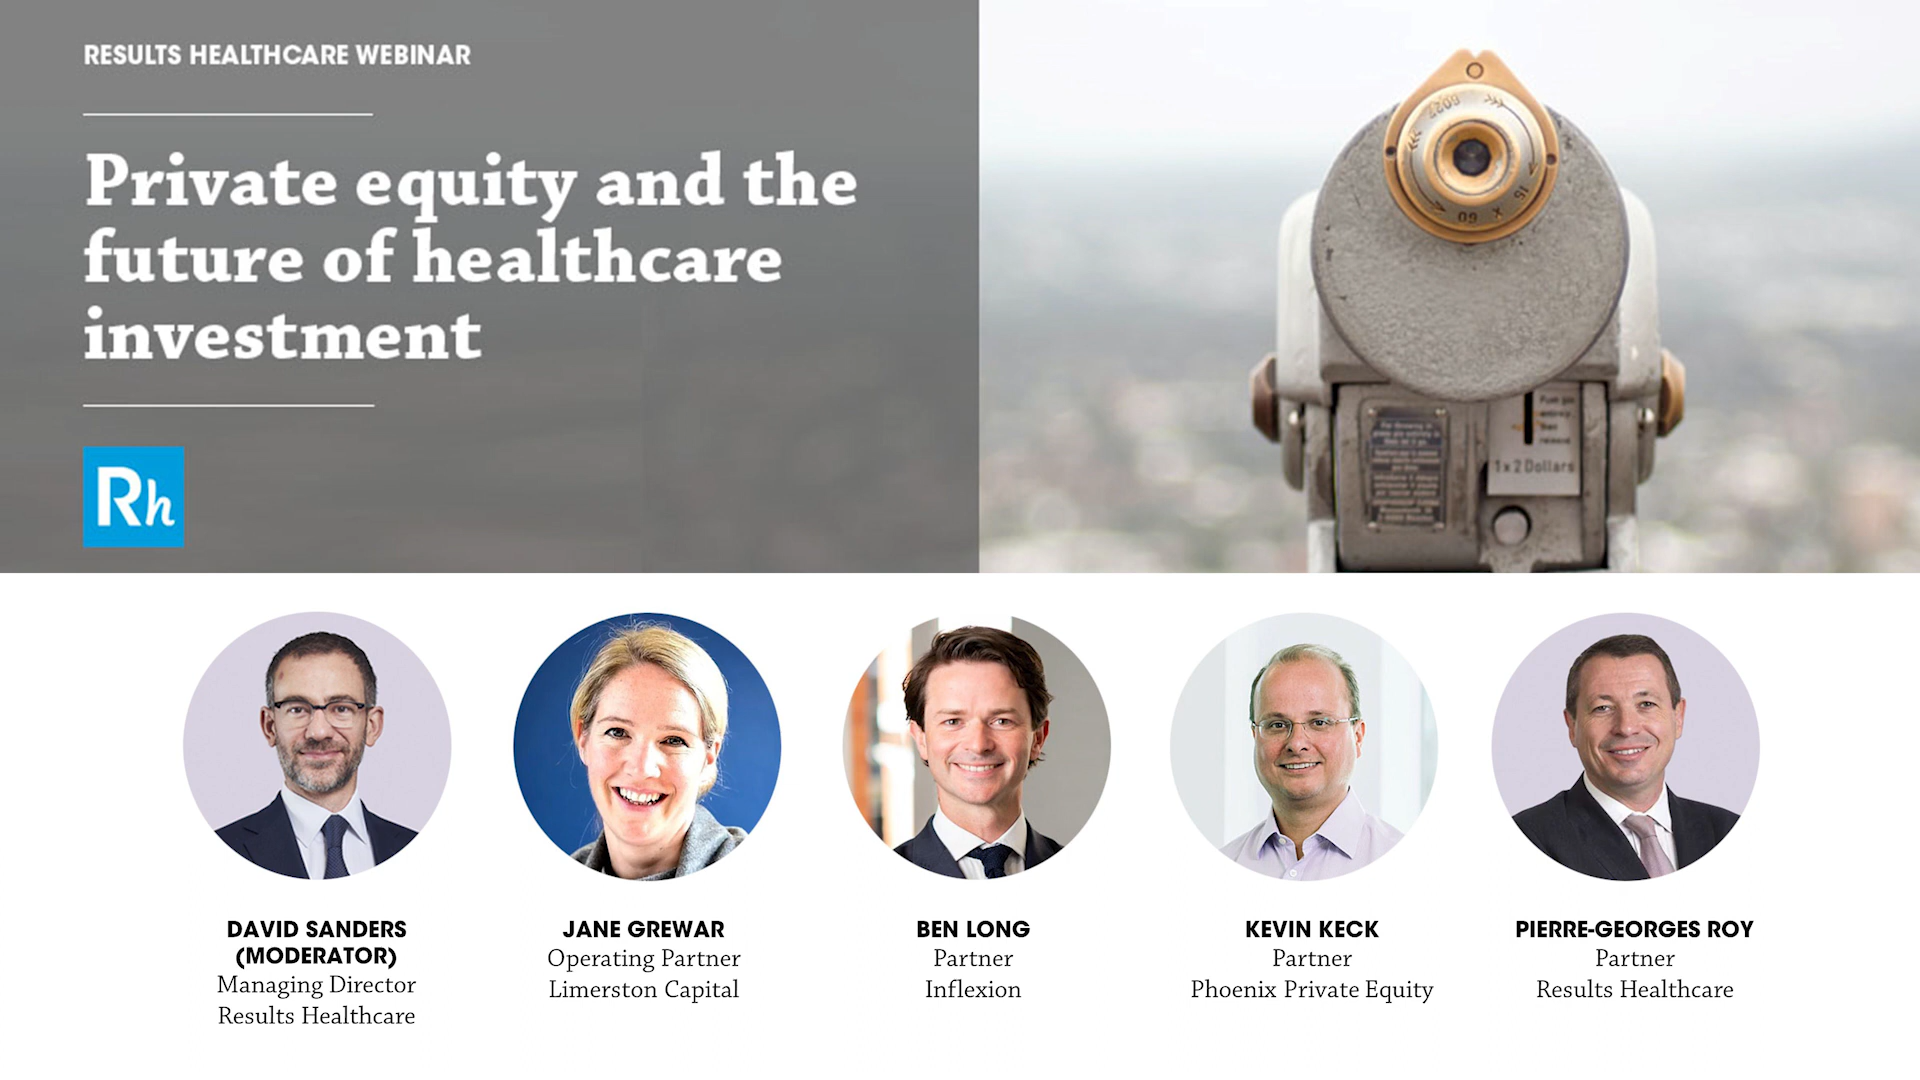 RESULTS HEALTHCARE WEBINAR
Private equity and the
future of healthcare
investment
Rh
1 x 2 Dollars
DAVID SANDERS
(MODERATOR)
Managing Director
Results Healthcare
JANE GREWAR
Operating Partner
Limerston Capital
BEN LONG
Partner
Inflexion
KEVIN KECK
Partner
Phoenix Private Equity
PIERRE-GEORGES ROY
Partner
Results Healthcare